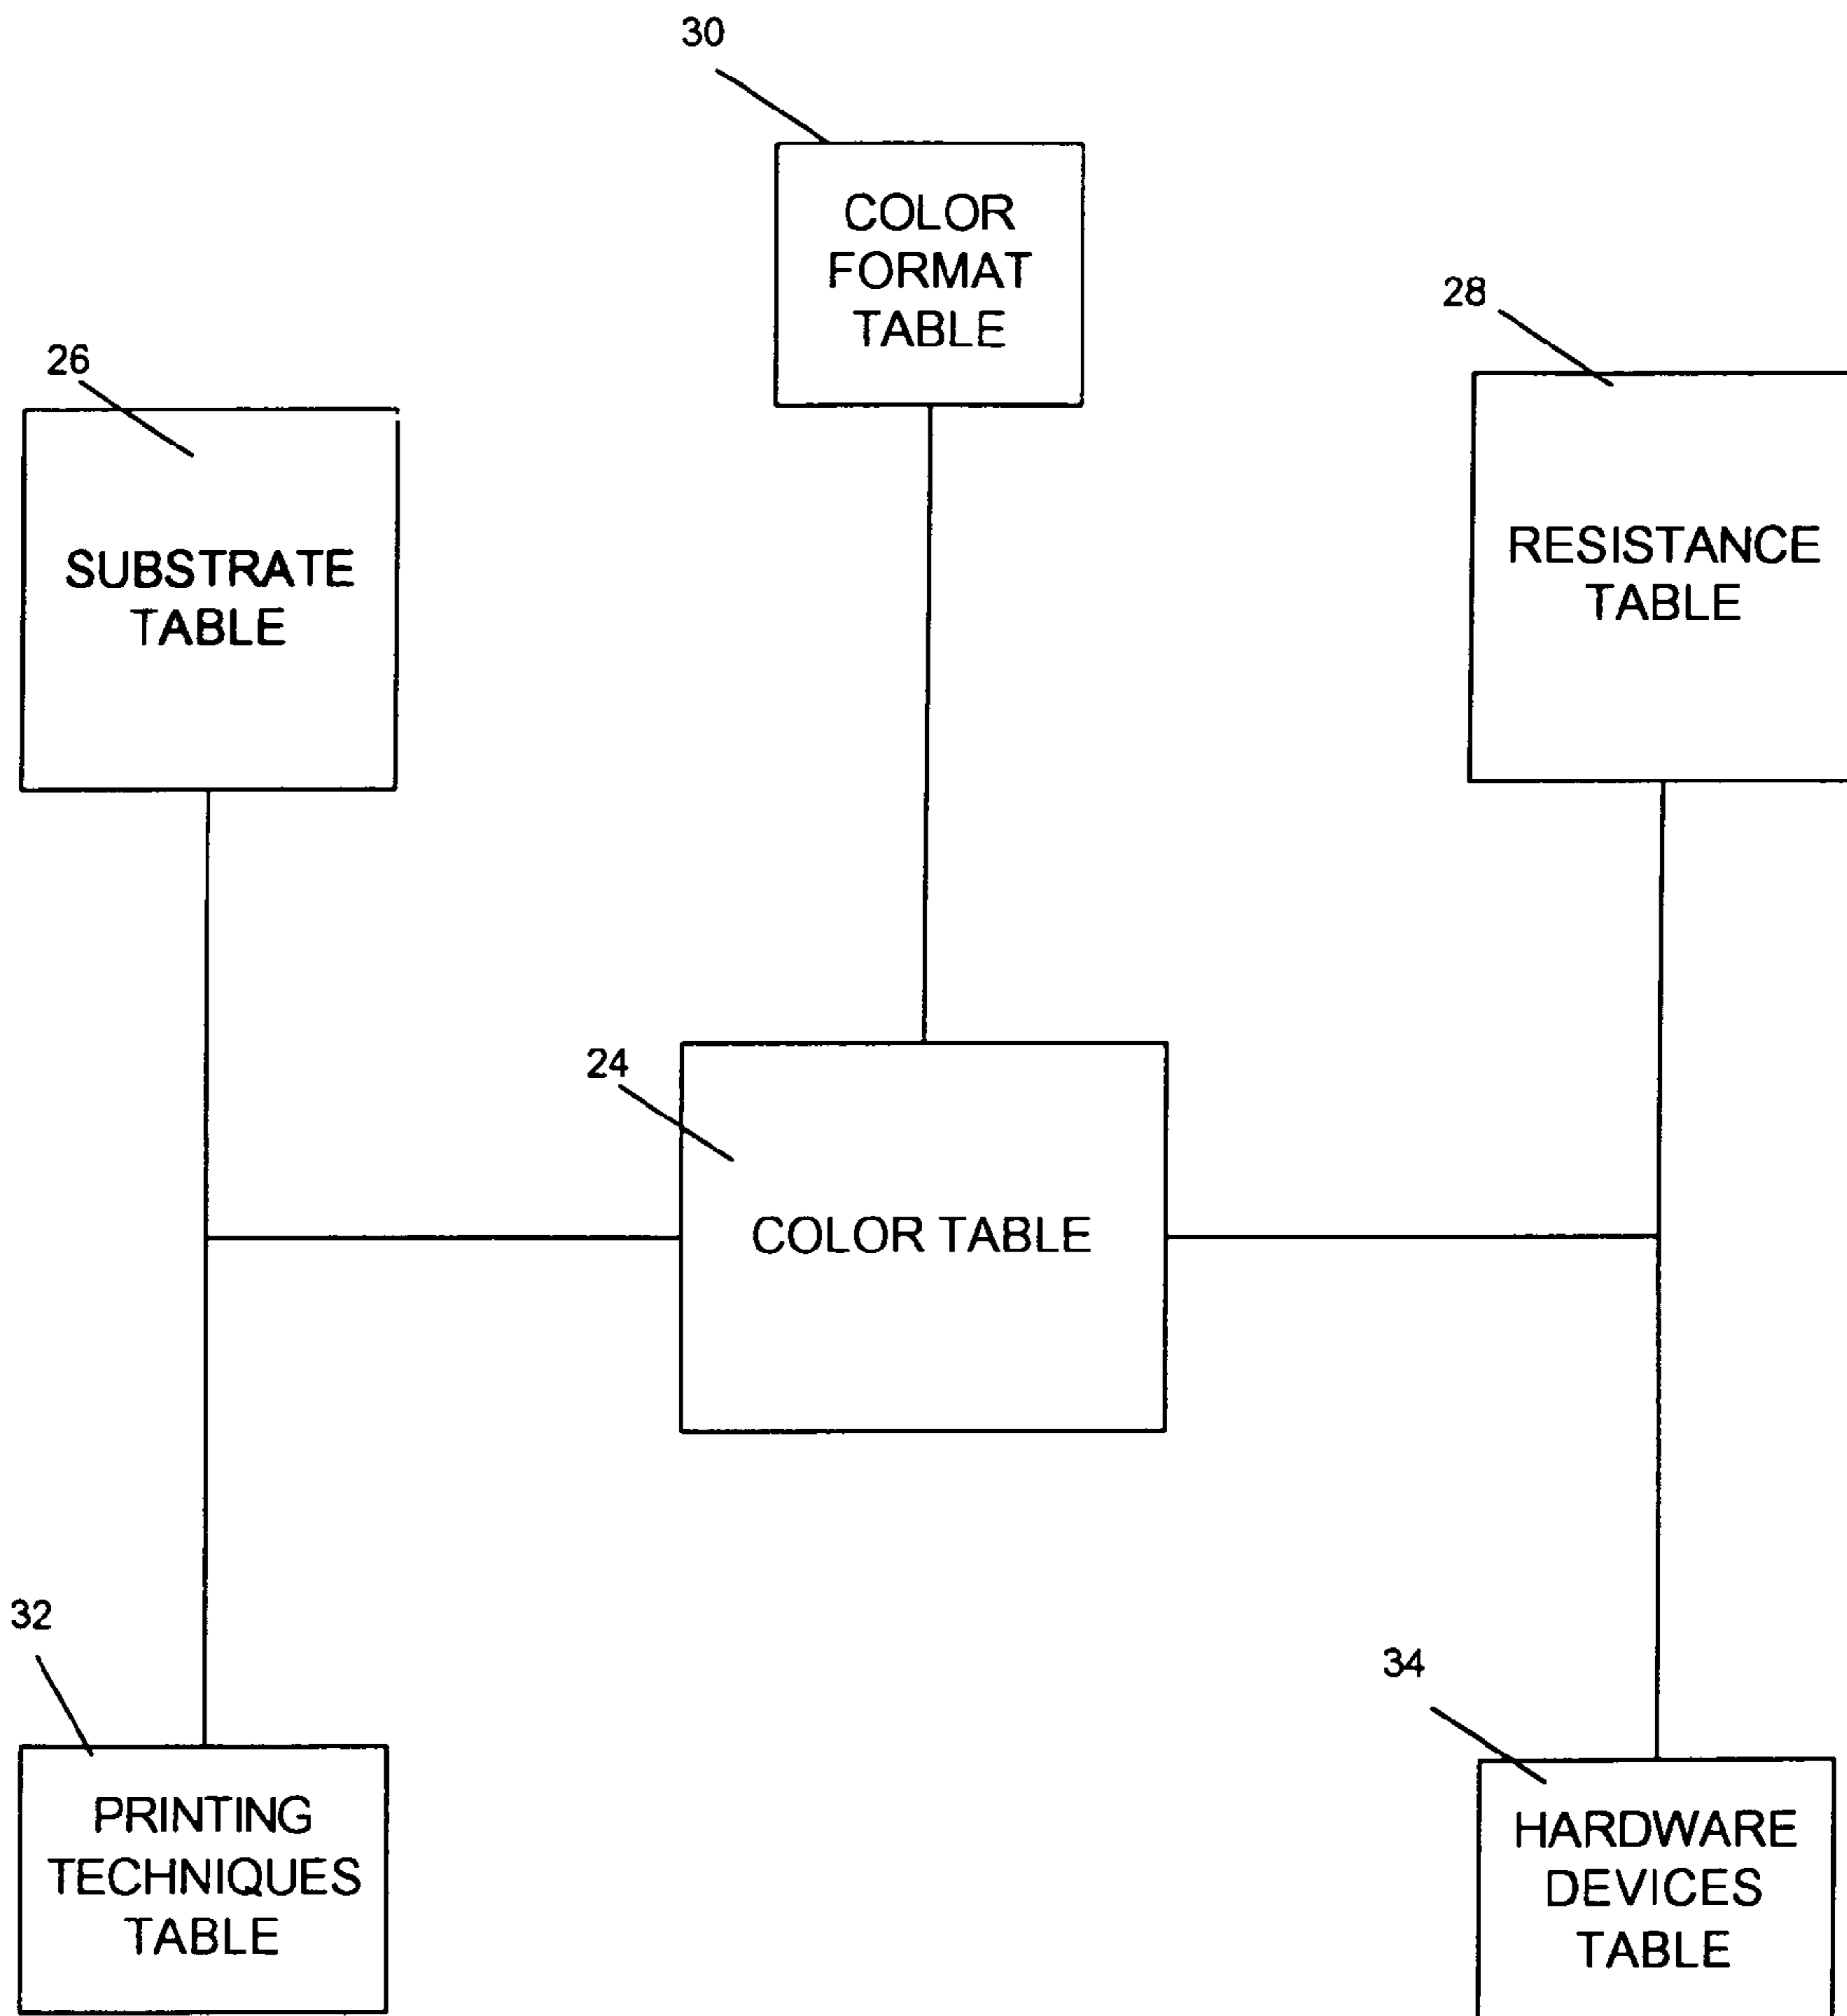 30
COLOR
FORMAT
TABLE
28
26
RESISTANCE
TABLE
SUBSTRATE
TABLE
24
COLOR TABLE
32
34
PRINTING
TECHNIQUES
TABLE
HARDWARE
DEVICES
TABLE